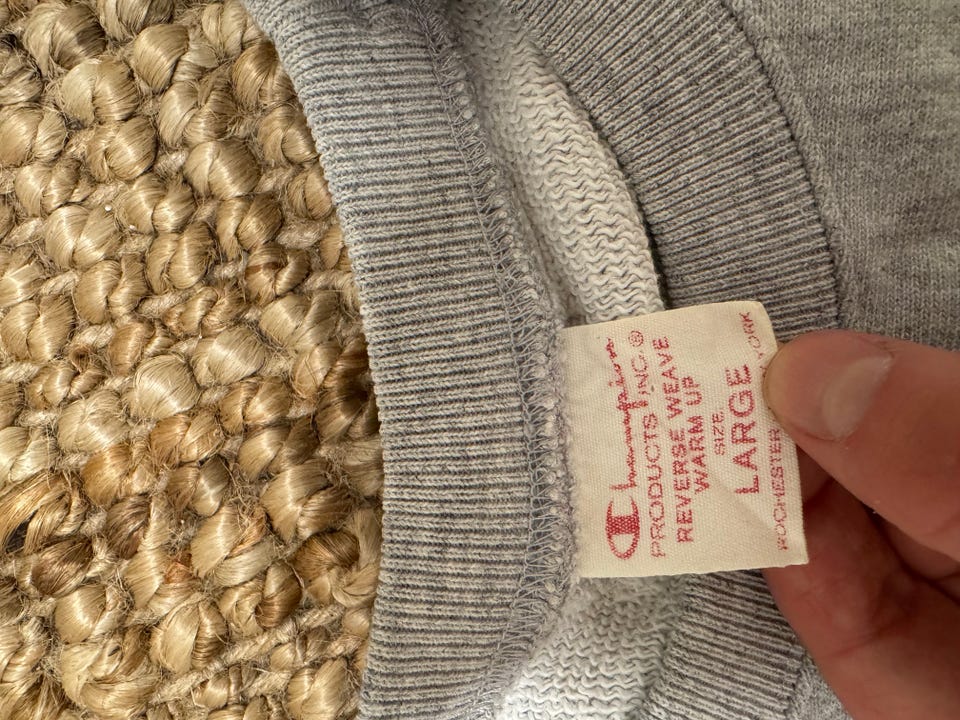 Champion
PRODUCTS INC.®
REVERSE WEAVE
WARM UP
SIZE.
LARGE
ROCHESTER YORK